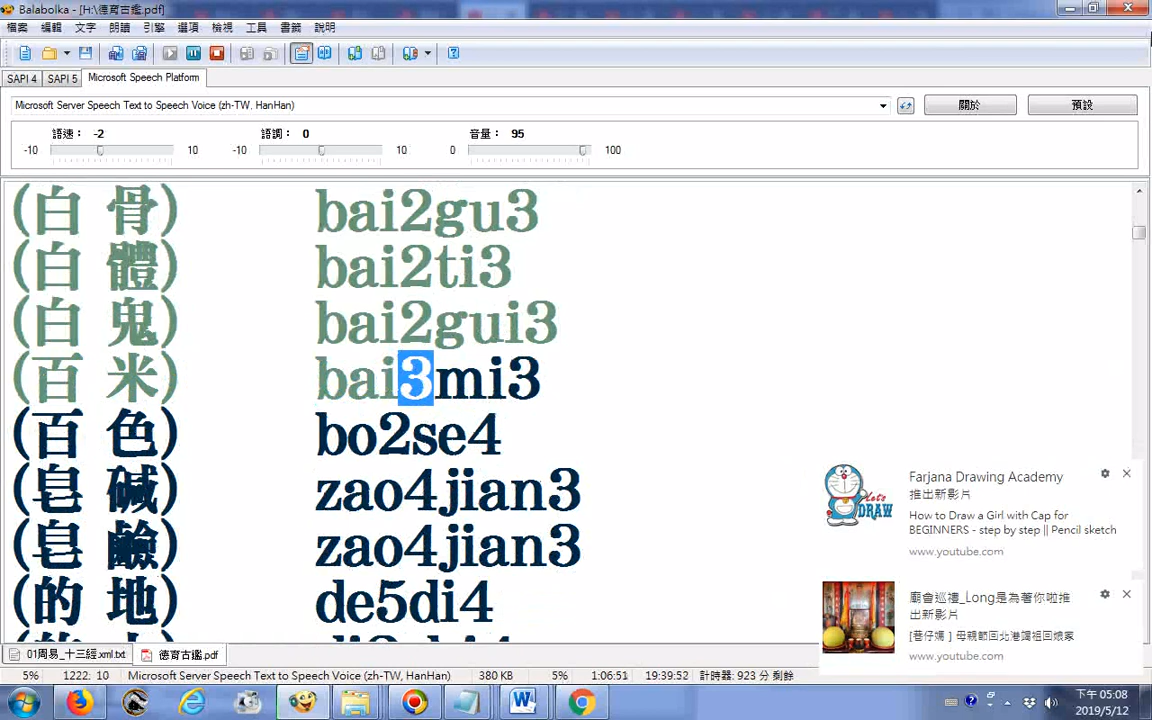 Balabolka - [H:\德育古鑑.pdf]
檔案 編輯 文字 朗讀 引擎 選項 檢視 工具 書籤 說明
SAPI 4 SAPI 5 Microsoft Speech Platform
Microsoft Server Speech Text to Speech Voice (zh-TW, HanHan) 關於 預設
語速： -2 語調： 0 音量： 95
-10 10 -10 10 0 100
(白 骨) bai2gu3
(白 體) bai2ti3
(白 鬼) bai2gui3
(百 米) bai3mi3
(百 色) bo2se4
(皂 碱) zao4jian3
(皂 鹼) zao4jian3
(的 地) de5di4
Farjana Drawing Academy
推出新影片
How to Draw a Girl with Cap for
BEGINNERS - step by step || Pencil sketch
www.youtube.com
Let's
DRAW
廟會巡禮_Long是為著你啦推
出新影片
[巷仔媽] 母親節回北港謁祖回娘家
www.youtube.com
01周易_十三經.xml.txt 德育古鑑.pdf
5% 1222: 10 Microsoft Server Speech Text to Speech Voice (zh-TW, HanHan) 380 KB 5% 1:06:51 19:39:52 計時器: 923 分 剩餘
下午 05:08
2019/5/12